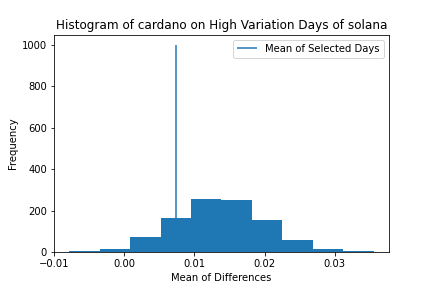 Histogram of cardano on High Variation Days of solana
Mean of Selected Days
1000
800
600
400
200
0
Frequency
-0.01 0.00 0.01 0.02 0.03
Mean of Differences